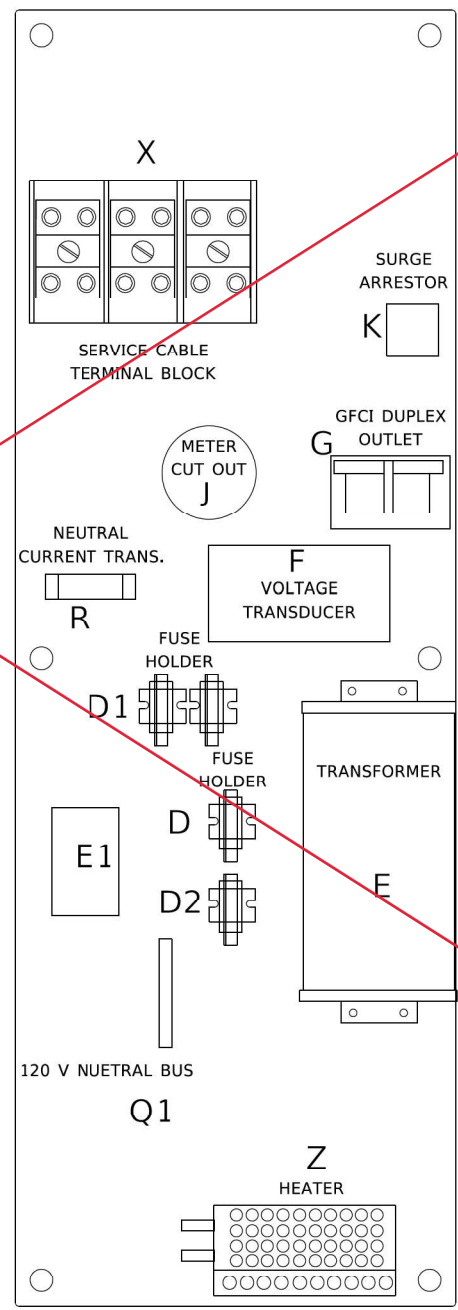 X
SURGE
ARRESTOR
K
SERVICE CABLE
TERMINAL BLOCK
GFCI DUPLEX
OUTLET
G
METER
CUT OUT
J
NEUTRAL
CURRENT TRANS.
R
F
VOLTAGE
TRANSDUCER
FUSE
HOLDER
D1
FUSE
HOLDER
TRANSFORMER
D
E1
E
D2
120 V NUETRAL BUS
Q1
Z
HEATER